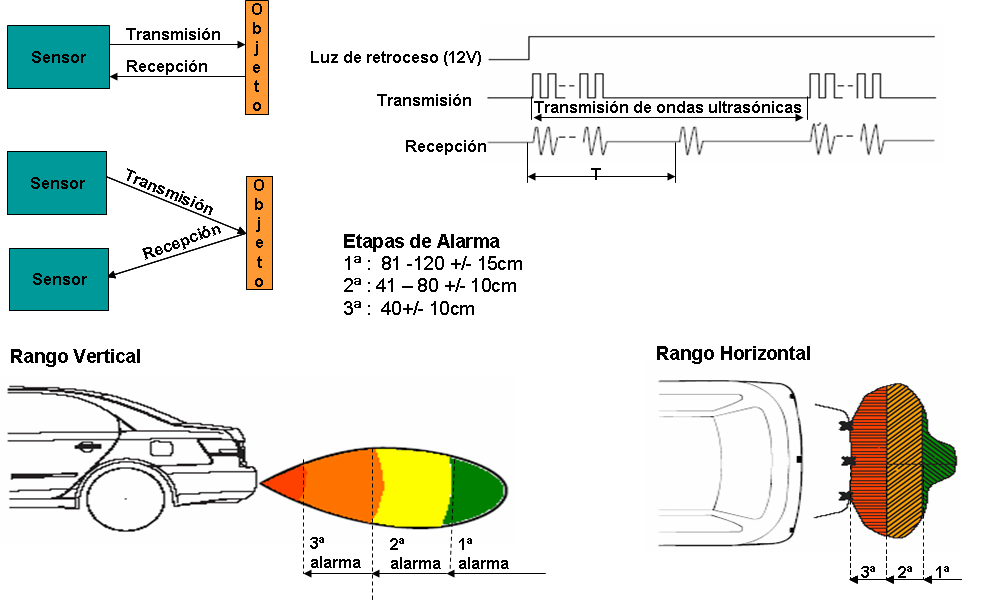 Sensor
Transmisión
Recepción
Objeto
Luz de retroceso (12V)
Transmisión
Transmisión de ondas ultrasónicas
Recepción
T
Sensor
Transmisión
Objeto
Recepción
Sensor
Etapas de Alarma
1ª : 81 -120 +/- 15cm
2ª : 41 – 80 +/- 10cm
3ª : 40+/- 10cm
Rango Vertical
3ª alarma
2ª alarma
1ª alarma
Rango Horizontal
3ª
2ª
1ª